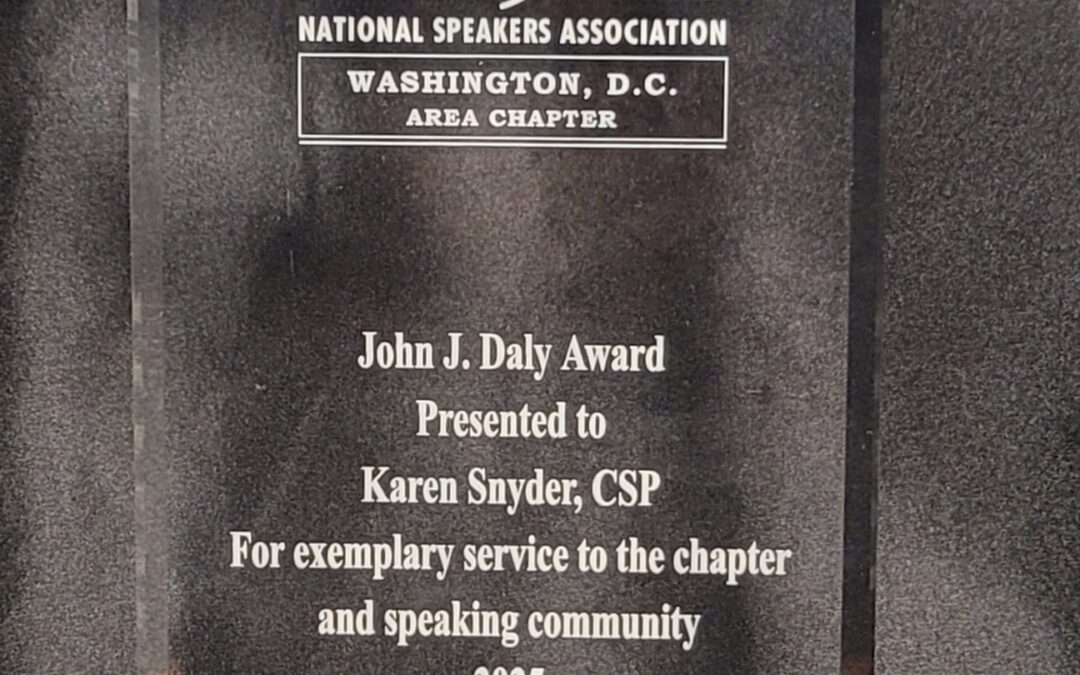 NATIONAL SPEAKERS ASSOCIATION
WASHINGTON, D.C.
AREA CHAPTER
John J. Daly Award
Presented to
Karen Snyder, CSP
For exemplary service to the chapter
and speaking community